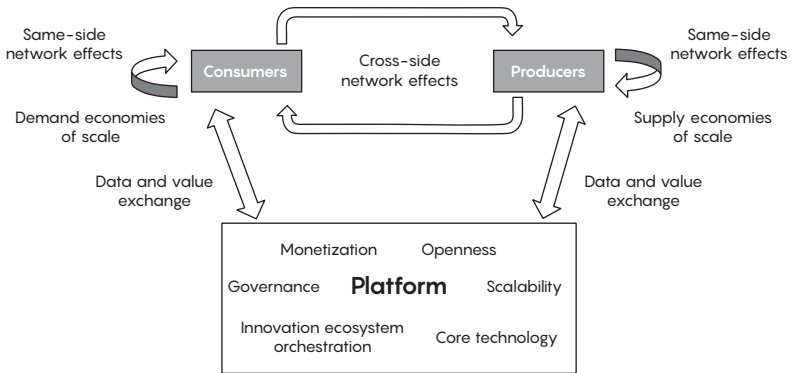 Same-side
network effects
Consumers
Cross-side
network effects
Producers
Same-side
network effects
Demand economies
of scale
Supply economies
of scale
Data and value
exchange
Data and value
exchange
Monetization
Openness
Governance
Platform
Scalability
Innovation ecosystem
orchestration
Core technology